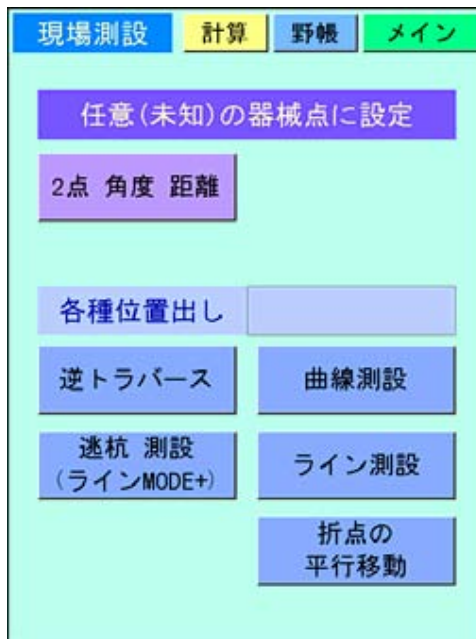 現場測設 計算 野帳 メイン
任意(未知)の器械点に設定
2点 角度 距離
各種位置出し
逆トラバース 曲線測設
逃杭 測設
(ラインMODE+)
ライン測設
折点の
平行移動